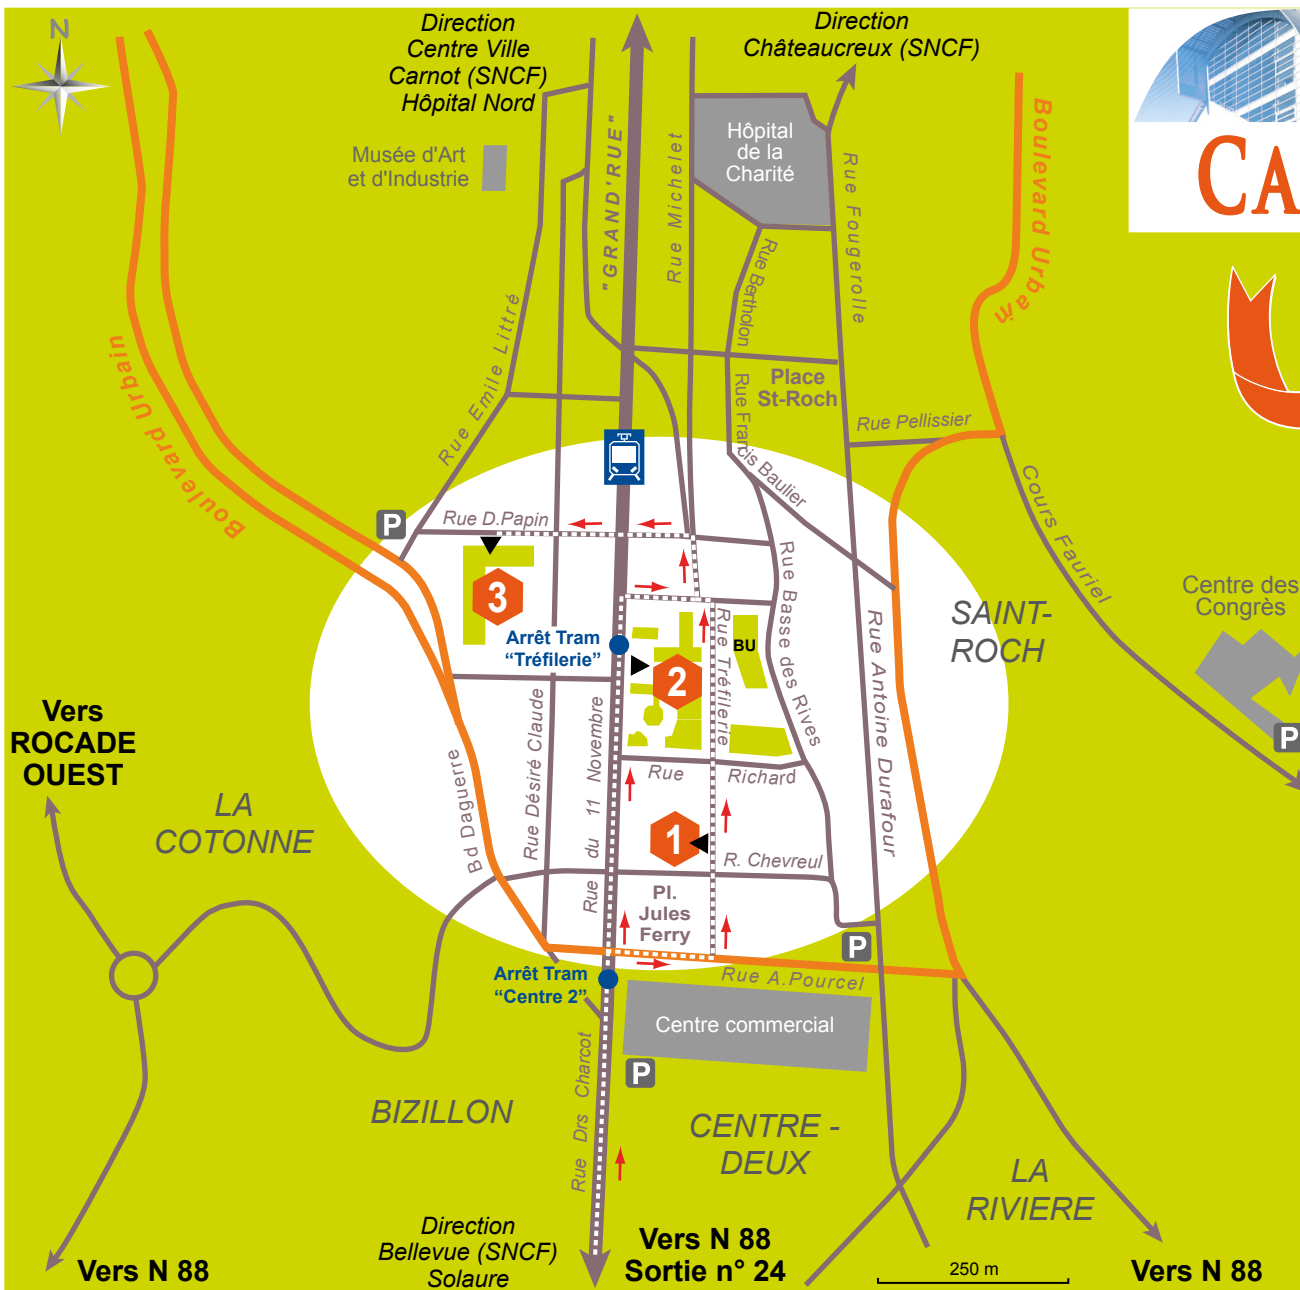 N
Direction
Centre Ville
Carnot (SNCF)
Hôpital Nord
Direction
Châteaucreux (SNCF)
Musée d'Art
et d'Industrie
"GRAND'RUE"
Rue Michelet
Hôpital
de la
Charité
Rue Fougerolle
Boulevard Urbain
CA
Boulevard Urbain
Rue Emile Littré
Rue Bertholon
Rue Francis Baulier
Place
St-Roch
Rue Pellissier
Cours Fauriel
P
Rue D.Papin
3
Arrêt Tram
“Tréfilerie”
2
BU
Rue Tréfilerie
Rue Basse des Rives
Rue Antoine Durafour
SAINT-
ROCH
Centre des
Congrès
P
Vers
ROCADE
OUEST
LA
COTONNE
Bd Daguerre
Rue Désiré Claude
Rue du 11 Novembre
Rue Richard
1
R. Chevreul
Pl.
Jules
Ferry
P
Arrêt Tram
“Centre 2”
Rue A.Pourcel
Centre commercial
P
Rue Drs Charcot
BIZILLON
CENTRE -
DEUX
LA
RIVIERE
Direction
Bellevue (SNCF)
Solaure
Vers N 88
Vers N 88
Sortie n° 24
250 m
Vers N 88